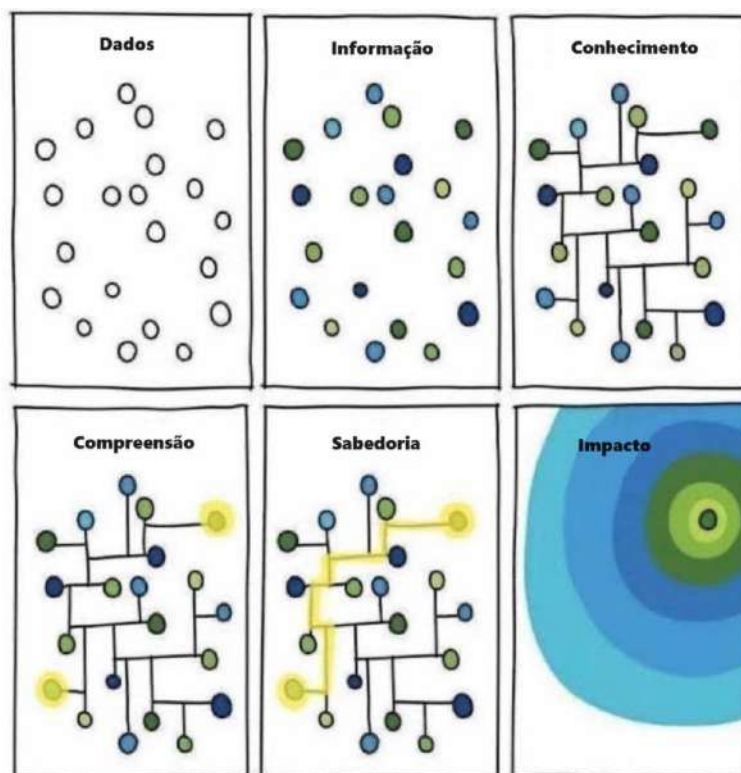 Dados
Informação
Conhecimento
Compreensão
Sabedoria
Impacto